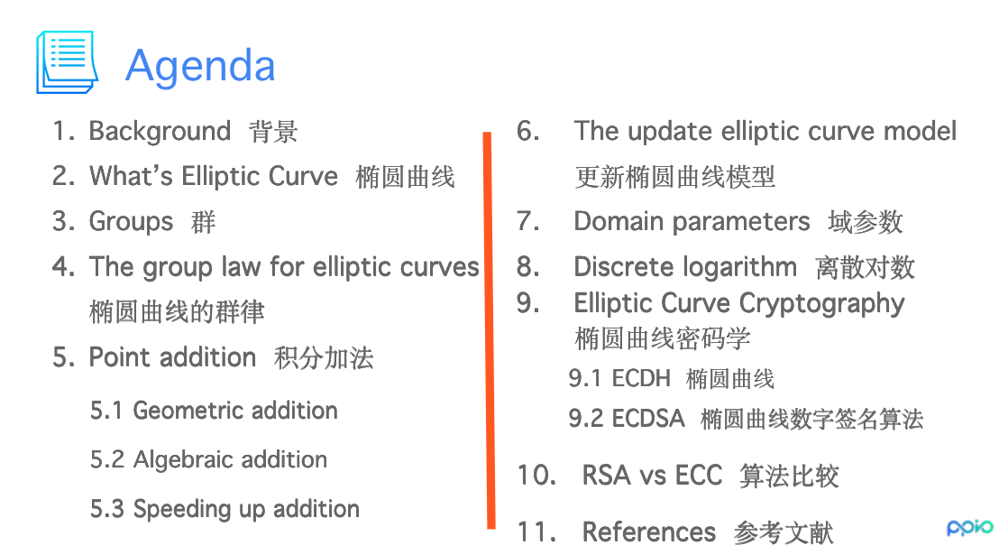 Agenda
1. Background 背景
2. What's Elliptic Curve 椭圆曲线
3. Groups 群
4. The group law for elliptic curves
椭圆曲线的群律
5. Point addition 积分加法
5.1 Geometric addition
5.2 Algebraic addition
5.3 Speeding up addition
6. The update elliptic curve model
更新椭圆曲线模型
7. Domain parameters 域参数
8. Discrete logarithm 离散对数
9. Elliptic Curve Cryptography
椭圆曲线密码学
9.1 ECDH 椭圆曲线
9.2 ECDSA 椭圆曲线数字签名算法
10. RSA vs ECC 算法比较
11. References 参考文献
ppio